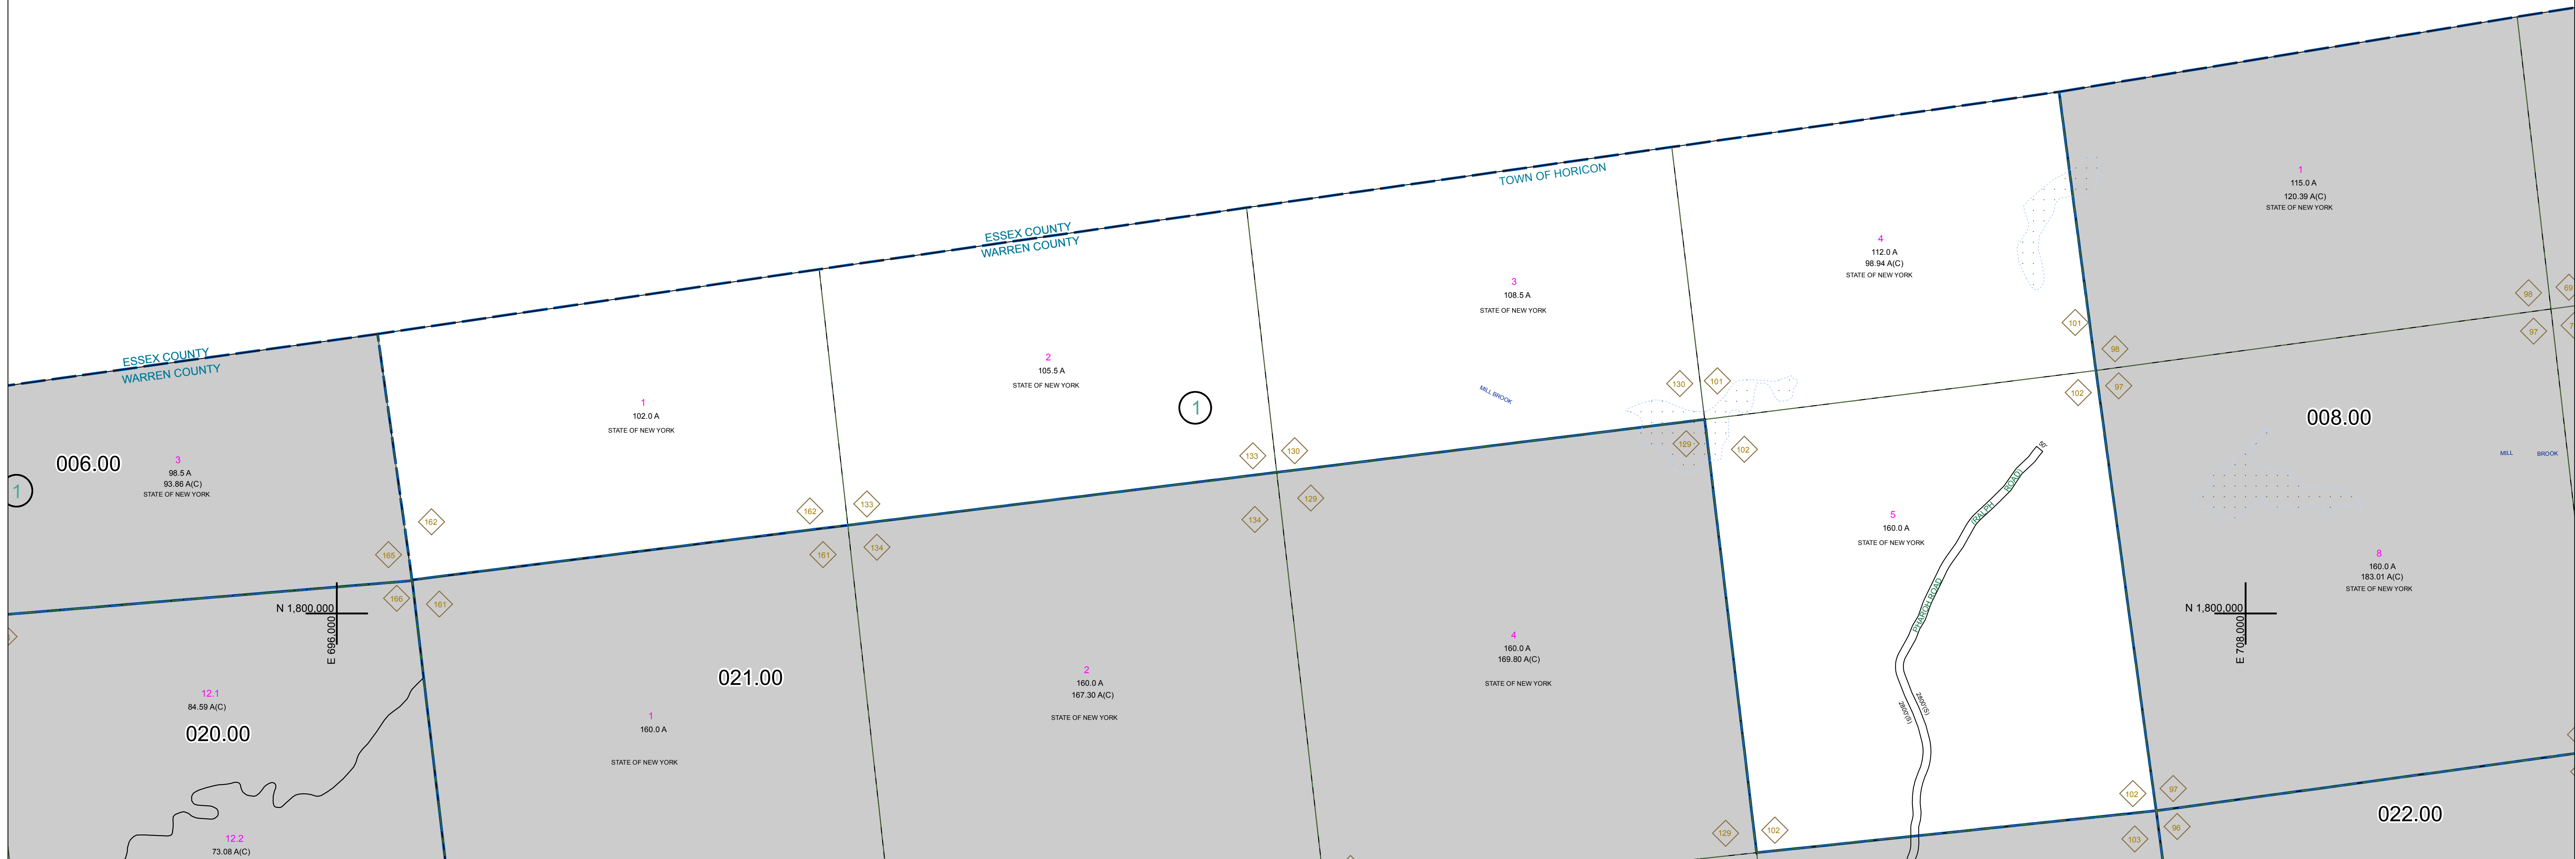 TOWN OF HORICON
1
115.0 A
120.39 A(C)
STATE OF NEW YORK
ESSEX COUNTY
WARREN COUNTY
4
112.0 A
98.94 A(C)
STATE OF NEW YORK
3
108.5 A
STATE OF NEW YORK
98
69
101
97
98
ESSEX COUNTY
WARREN COUNTY
2
105.5 A
STATE OF NEW YORK
1
130
101
102
97
MILL BROOK
008.00
1
102.0 A
STATE OF NEW YORK
129
102
133
130
MILL BROOK
006.00
3
98.5 A
93.86 A(C)
STATE OF NEW YORK
1
162
162
133
134
129
5
160.0 A
STATE OF NEW YORK
(RALPH ROAD)
PHAROH ROAD
165
161
134
8
160.0 A
183.01 A(C)
STATE OF NEW YORK
166
161
N 1,800,000
E 696,000
N 1,800,000
E 708,000
4
160.0 A
169.80 A(C)
STATE OF NEW YORK
021.00
2
160.0 A
167.30 A(C)
STATE OF NEW YORK
12.1
84.59 A(C)
020.00
1
160.0 A
STATE OF NEW YORK
2800'(S)
2800'(S)
102
97
022.00
129
102
103
96
12.2
73.08 A(C)